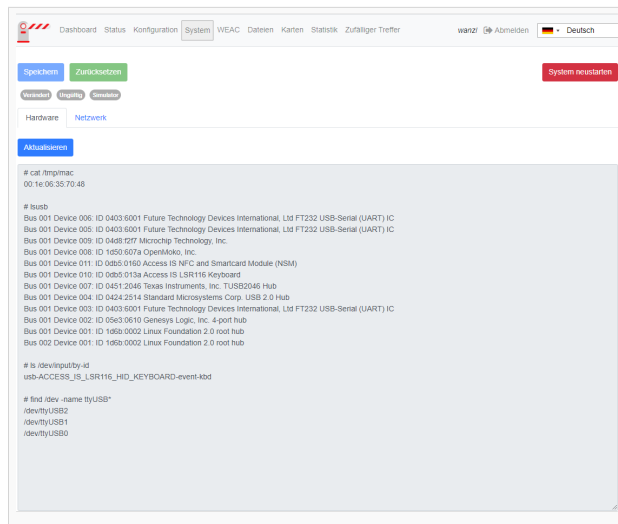 Dashboard Status Konfiguration System WEAC Dateien Karten Statistik Zufälliger Treffer wanzl Abmelden Deutsch
Speichern Zurücksetzen System neustarten
Verändert Ungültig Simulator
Hardware Netzwerk
Aktualisieren
# cat /tmp/mac
00:1e:06:35:70:48
# lsusb
Bus 001 Device 006: ID 0403:6001 Future Technology Devices International, Ltd FT232 USB-Serial (UART) IC
Bus 001 Device 005: ID 0403:6001 Future Technology Devices International, Ltd FT232 USB-Serial (UART) IC
Bus 001 Device 009: ID 04d8:f2f7 Microchip Technology, Inc.
Bus 001 Device 008: ID 1d50:607a OpenMoko, Inc.
Bus 001 Device 011: ID 0db5:0160 Access IS NFC and Smartcard Module (NSM)
Bus 001 Device 010: ID 0db5:013a Access IS LSR116 Keyboard
Bus 001 Device 007: ID 0451:2046 Texas Instruments, Inc. TUSB2046 Hub
Bus 001 Device 004: ID 0424:2514 Standard Microsystems Corp. USB 2.0 Hub
Bus 001 Device 003: ID 0403:6001 Future Technology Devices International, Ltd FT232 USB-Serial (UART) IC
Bus 001 Device 002: ID 05e3:0610 Genesys Logic, Inc. 4-port hub
Bus 001 Device 001: ID 1d6b:0002 Linux Foundation 2.0 root hub
Bus 002 Device 001: ID 1d6b:0002 Linux Foundation 2.0 root hub
# ls /dev/input/by-id
usb-ACCESS_IS_LSR116_HID_KEYBOARD-event-kbd
# find /dev -name ttyUSB*
/dev/ttyUSB2
/dev/ttyUSB1
/dev/ttyUSB0